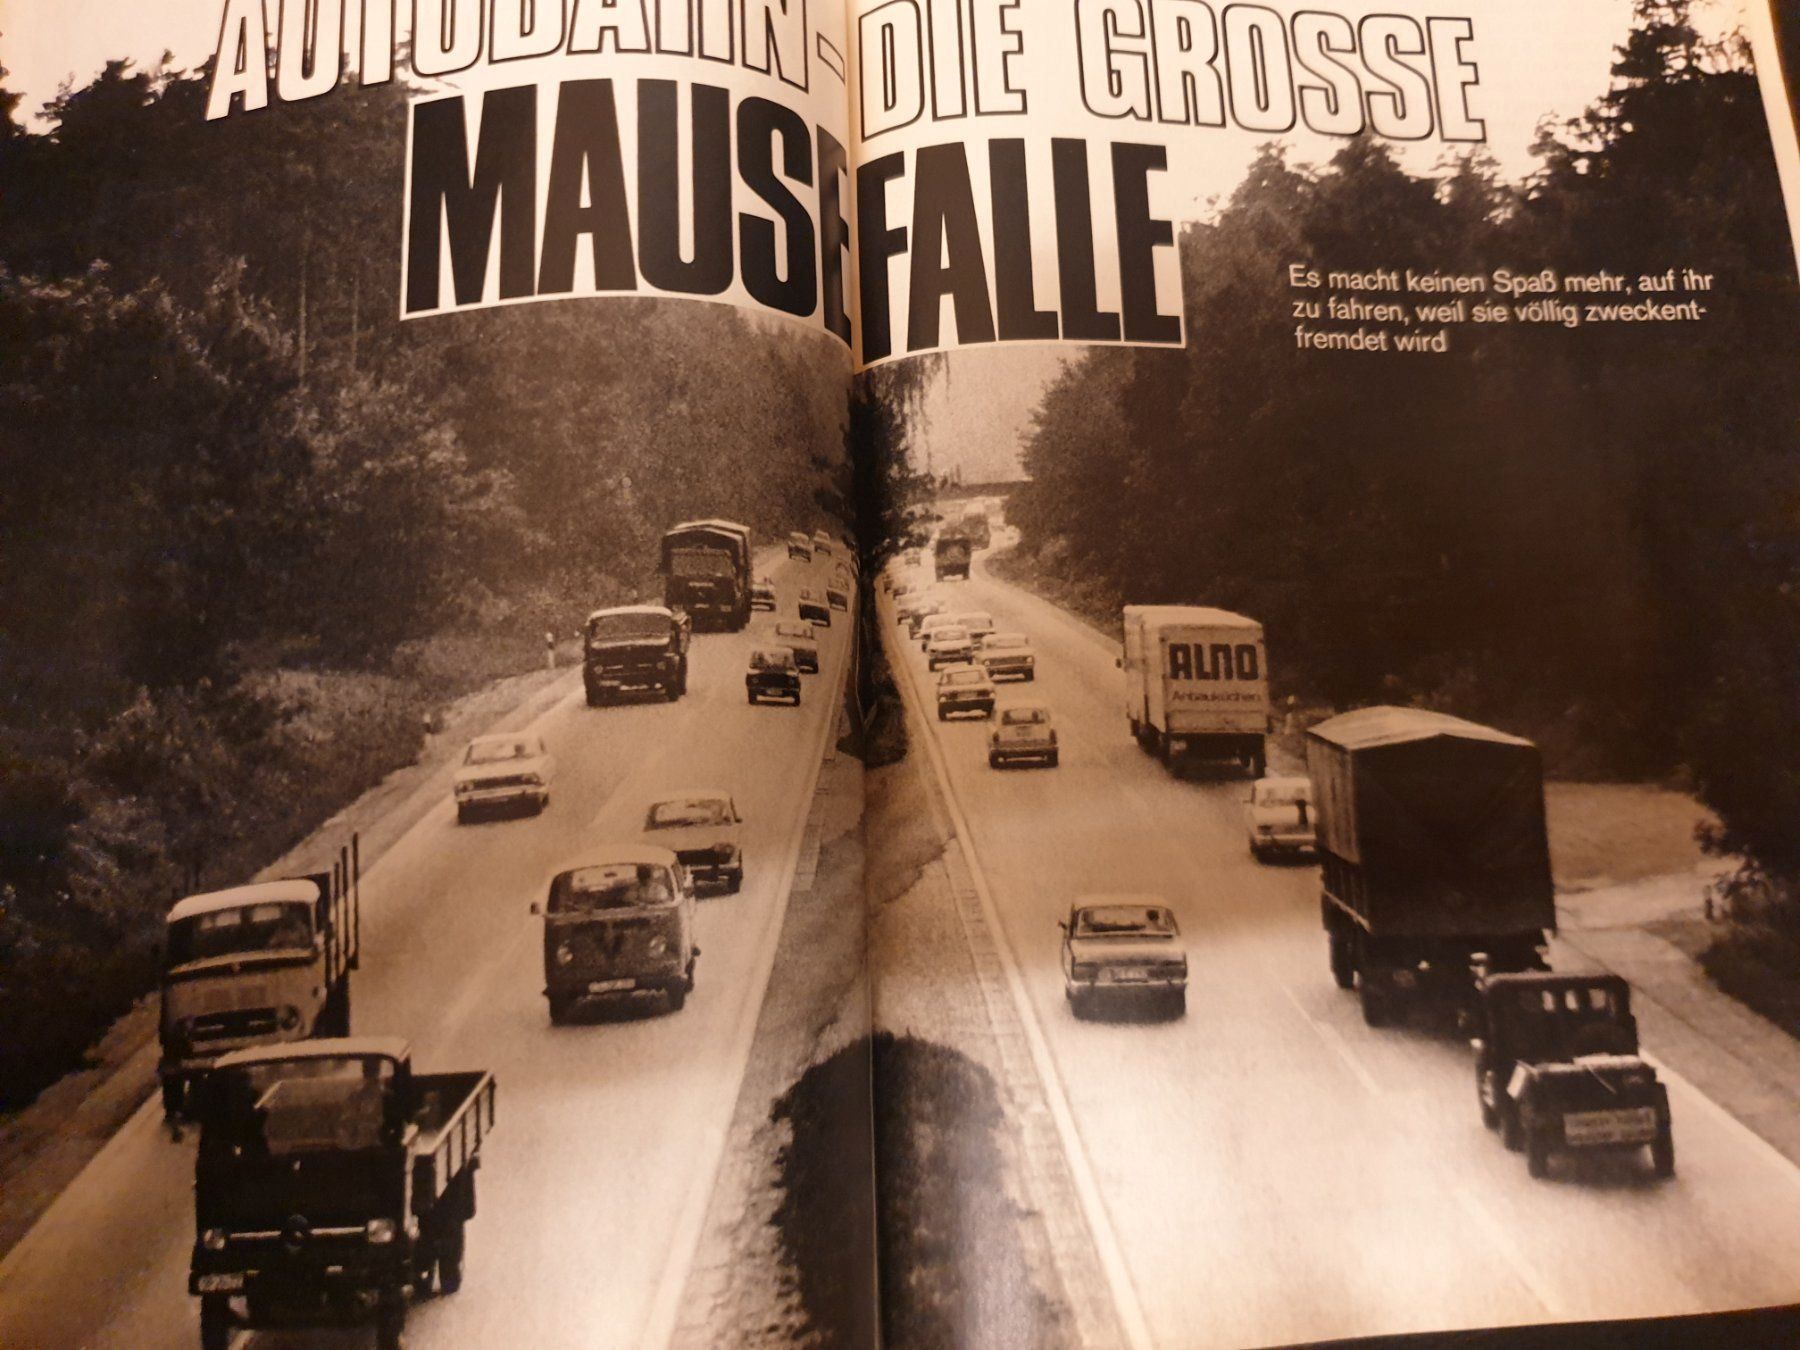 AUTOBAHN-DIE GROSSE
MAUSEFALLE
Es macht keinen Spaß mehr, auf ihr
zu fahren, weil sie völlig zweckent-
fremdet wird
ALNO
Anbauküchen